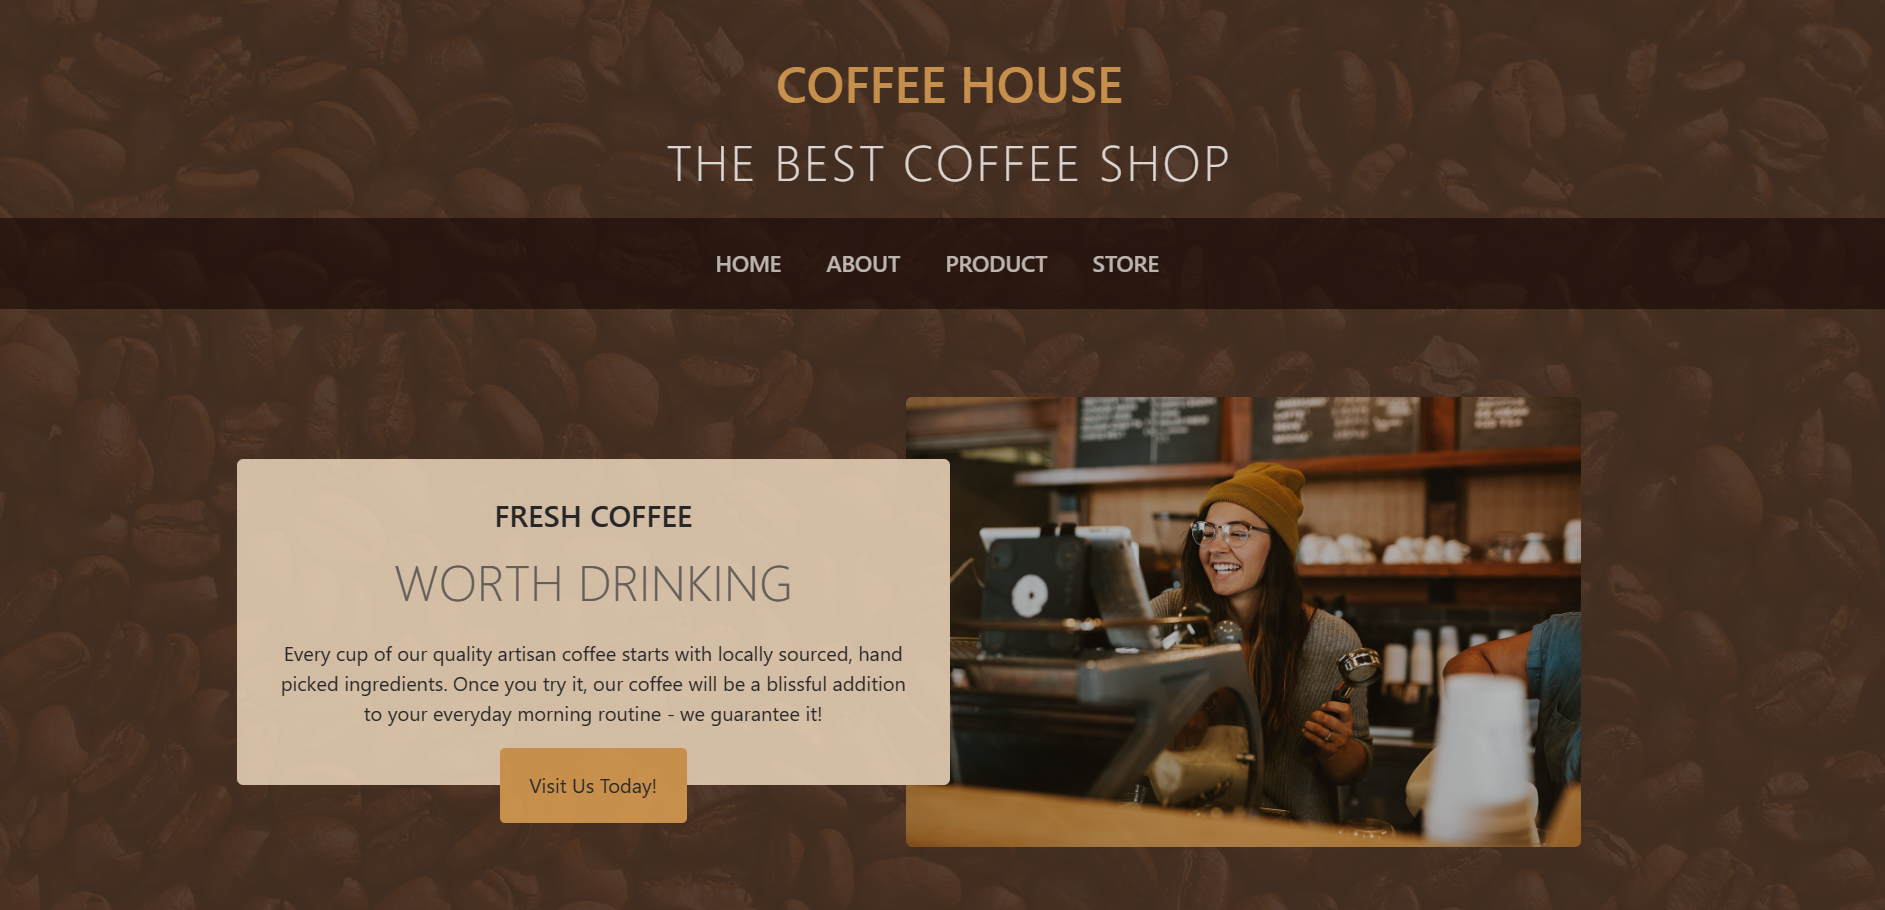 COFFEE HOUSE
THE BEST COFFEE SHOP
HOME ABOUT PRODUCT STORE
FRESH COFFEE
WORTH DRINKING
Every cup of our quality artisan coffee starts with locally sourced, hand
picked ingredients. Once you try it, our coffee will be a blissful addition
to your everyday morning routine - we guarantee it!
Visit Us Today!